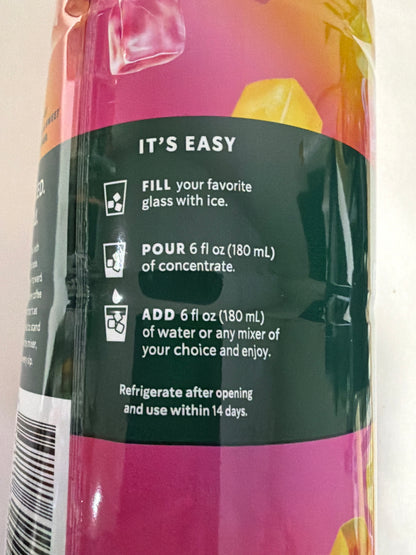 IT'S EASY
FILL your favorite
glass with ice.
POUR 6 fl oz (180 mL)
of concentrate.
ADD 6 fl oz (180 mL)
of water or any mixer of
your choice and enjoy.
Refrigerate after opening
and use within 14 days.